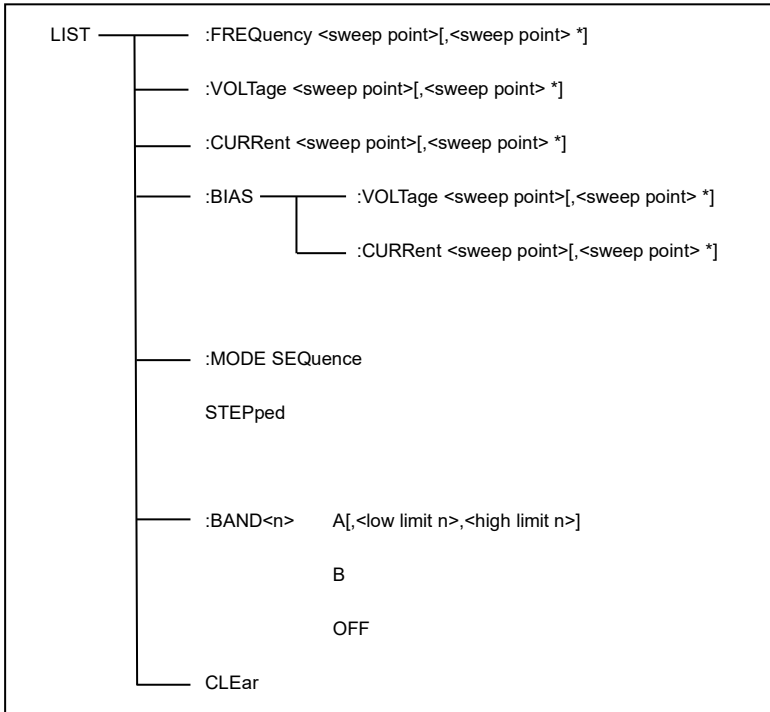 LIST :FREQuency <sweep point>[,<sweep point> *]
:VOLTage <sweep point>[,<sweep point> *]
:CURRent <sweep point>[,<sweep point> *]
:BIAS :VOLTage <sweep point>[,<sweep point> *]
:CURRent <sweep point>[,<sweep point> *]
:MODE SEQuence
STEPped
:BAND<n> A[,<low limit n>,<high limit n>]
B
OFF
CLEar